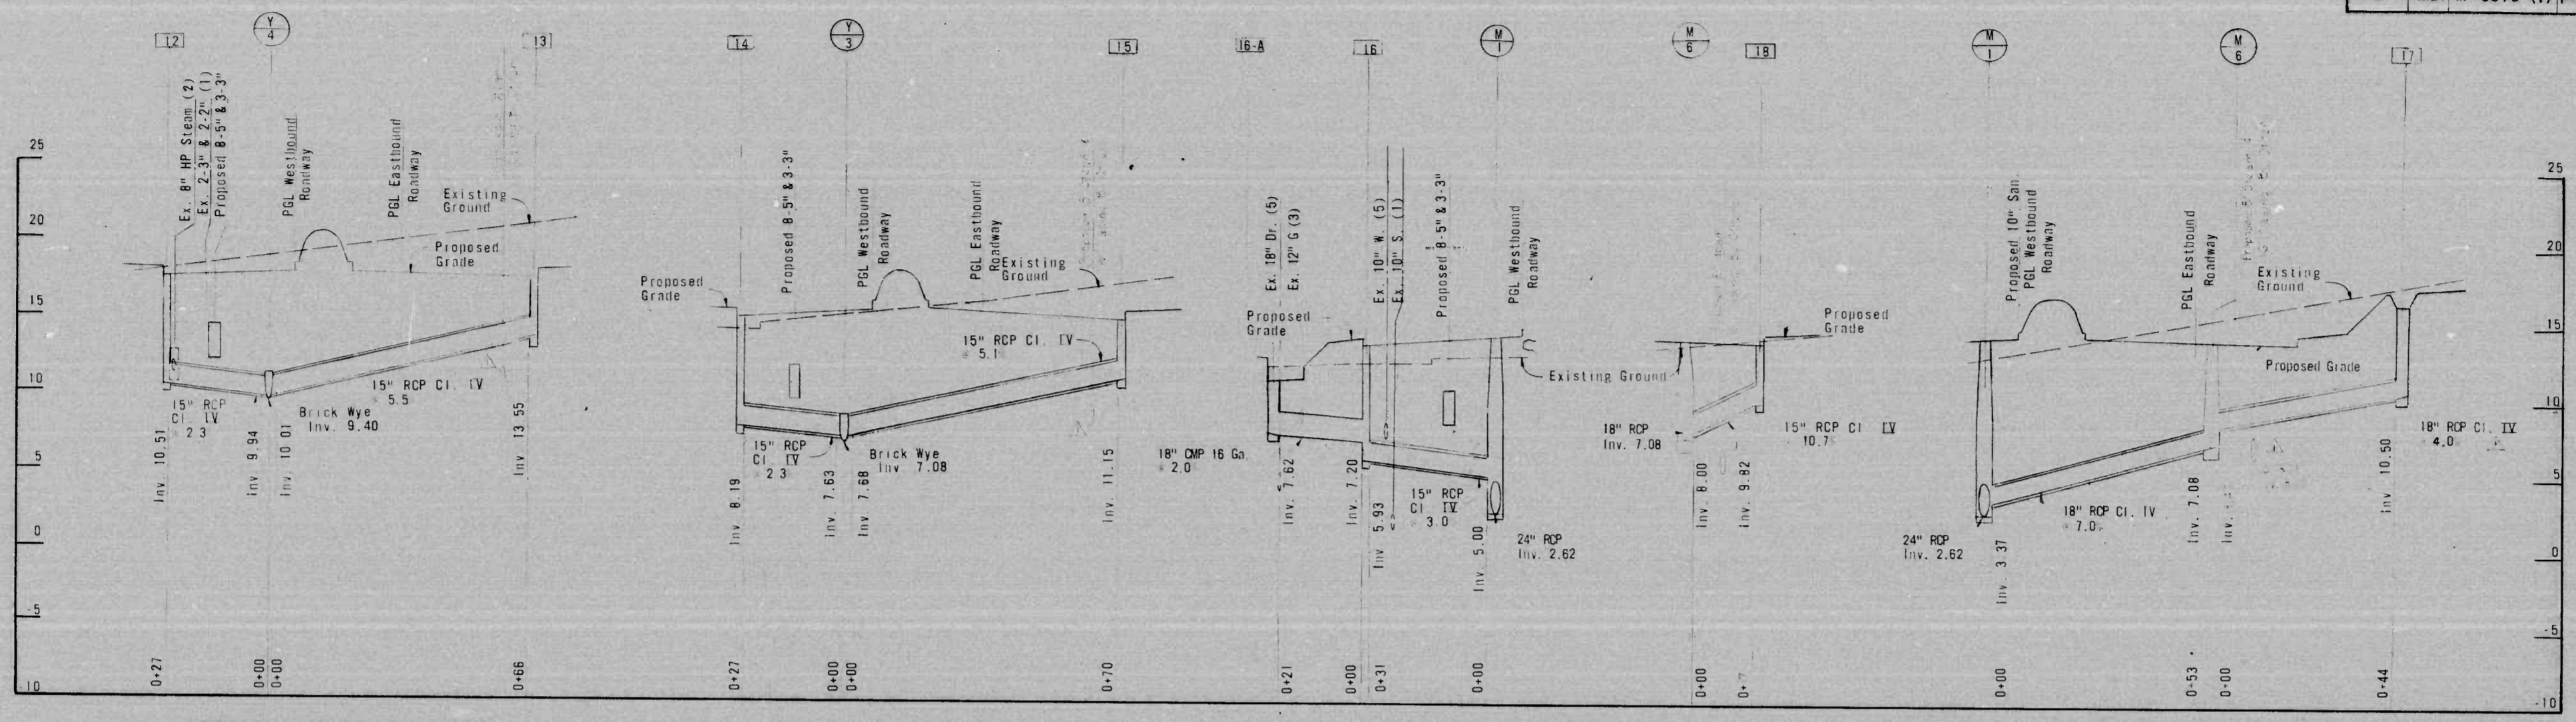 12
Y
4
13
14
Y
3
15
16-A
16
M
1
M
6
18
M
1
M
6
17
25
20
15
10
5
0
-5
-10
Ex. 8" HP Steam (2)
Ex. 2-3" & 2-2" (1)
Proposed 8-5" & 3-3"
PGL Westbound
Roadway
PGL Eastbound
Roadway
Existing
Ground
Proposed
Grade
15" RCP
Cl. IV
2.3
Brick Wye
Inv. 9.40
15" RCP Cl. IV
5.5
Inv 10.51
Inv 9.94
Inv 10 01
Inv 13 55
0+27
0+00
0+00
0+66
Proposed
Grade
Proposed 8-5" & 3-3"
PGL Westbound
Roadway
PGL Eastbound
Roadway
Existing
Ground
15" RCP Cl. IV
5.1
15" RCP
Cl. IV
2.3
Brick Wye
Inv 7.08
Inv 8.19
Inv. 7.63
Inv 7.68
Inv. 11.15
0+27
0+00
0+00
0+70
Ex. 18" Dr. (5)
Ex. 12" G (3)
Ex. 10" W. (5)
Ex. 10" S. (1)
Proposed 8-5" & 3-3"
PGL Westbound
Roadway
Proposed
Grade
Existing Ground
18" CMP 16 Ga
2.0
15" RCP
Cl. IV
3.0
Inv. 7.62
Inv. 7.20
Inv 5.93
Inv 5.00
24" RCP
Inv. 2.62
0+21
0+00
0+31
0+00
Proposed
Grade
18" RCP
Inv. 7.08
15" RCP Cl IV
10.7
Inv 8.00
Inv. 9.82
0+00
Proposed 10" San.
PGL Westbound
Roadway
PGL Eastbound
Roadway
Existing
Ground
Proposed Grade
18" RCP Cl. IV
4.0
18" RCP Cl. IV
7.0
24" RCP
Inv. 2.62
Inv 3 37
Inv. 7.08
Inv.
Inv 10.50
0+00
0+53
0+00
0+44
25
20
15
10
5
0
-5
-10